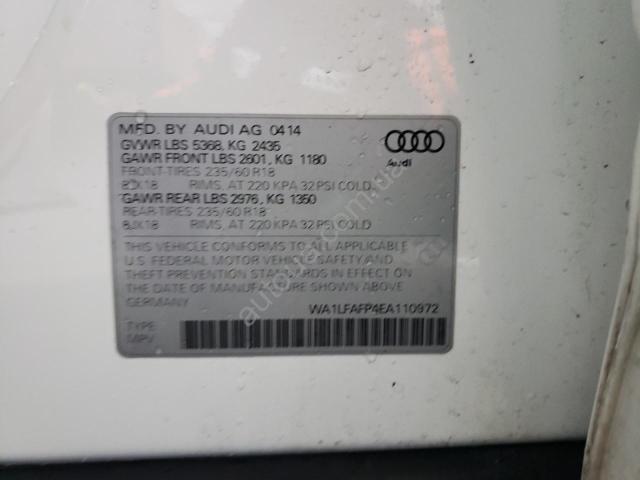 MFD. BY AUDI AG 0414
GVWR LBS 5368, KG 2435
GAWR FRONT LBS 2601, KG 1180
FRONT-TIRES 235/60 R18
8JX18 RIMS, AT 220 KPA 32 PSI COLD
GAWR REAR LBS 2976, KG 1350
REAR-TIRES 235/60 R18
8JX18 RIMS, AT 220 KPA 32 PSI COLD
Audi
THIS VEHICLE CONFORMS TO ALL APPLICABLE
U.S. FEDERAL MOTOR VEHICLE SAFETY AND
THEFT PREVENTION STANDARDS IN EFFECT ON
THE DATE OF MANUFACTURE SHOWN ABOVE.
GERMANY
WA1LFAFP4EA110972
TYPE:
MPV